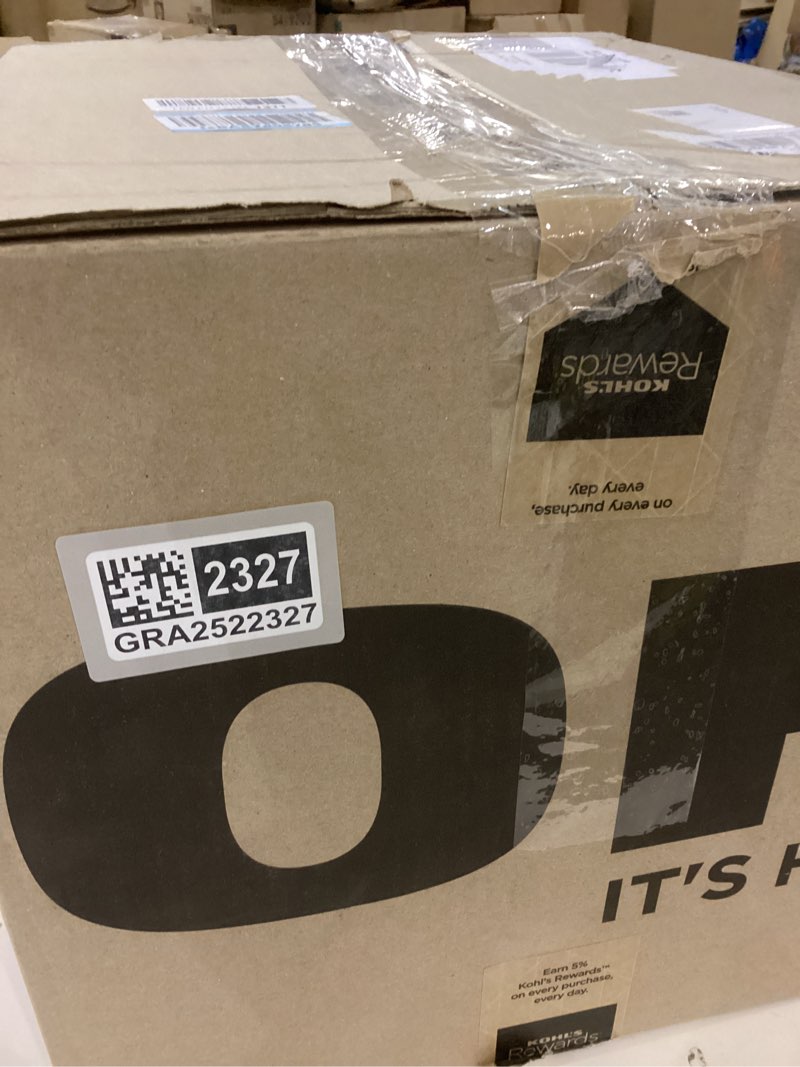 Rewards
KOHL'S
every day.
on every purchase,
2327
GRA2522327
O
IT'S
Earn 5%
Kohl's Rewards™
on every purchase,
every day.
KOHL'S
Rewards